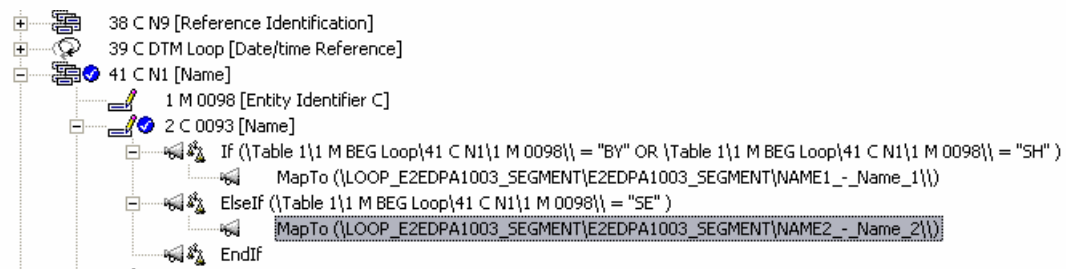 38 C N9 [Reference Identification]
39 C DTM Loop [Date/time Reference]
41 C N1 [Name]
1 M 0098 [Entity Identifier C]
2 C 0093 [Name]
If (\Table 1\1 M BEG Loop\41 C N1\1 M 0098\\ = "BY" OR \Table 1\1 M BEG Loop\41 C N1\1 M 0098\\ = "SH" )
MapTo (\LOOP_E2EDPA1003_SEGMENT\E2EDPA1003_SEGMENT\NAME1_-_Name_1\\)
ElseIf (\Table 1\1 M BEG Loop\41 C N1\1 M 0098\\ = "SE" )
MapTo (\LOOP_E2EDPA1003_SEGMENT\E2EDPA1003_SEGMENT\NAME2_-_Name_2\\)
EndIf